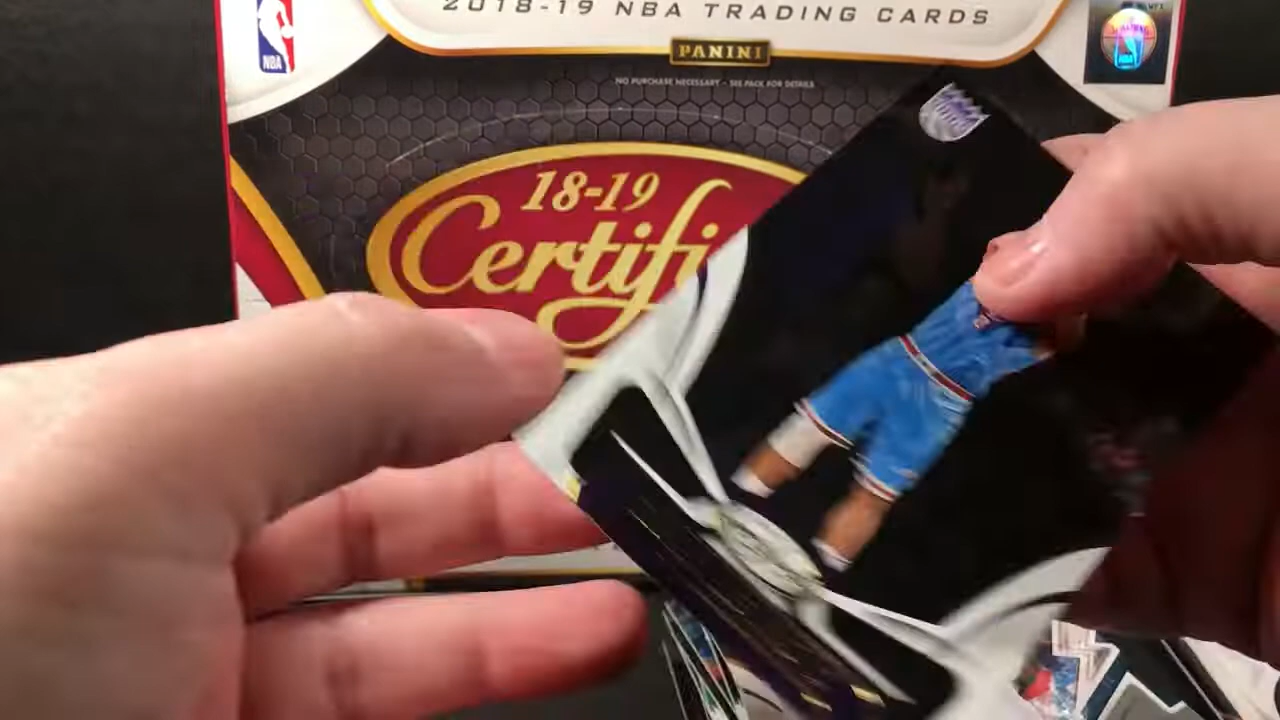 2018-19 NBA TRADING CARDS
PANINI
NO PURCHASE NECESSARY - SEE PACK FOR DETAILS
NBA
18-19
Certifi